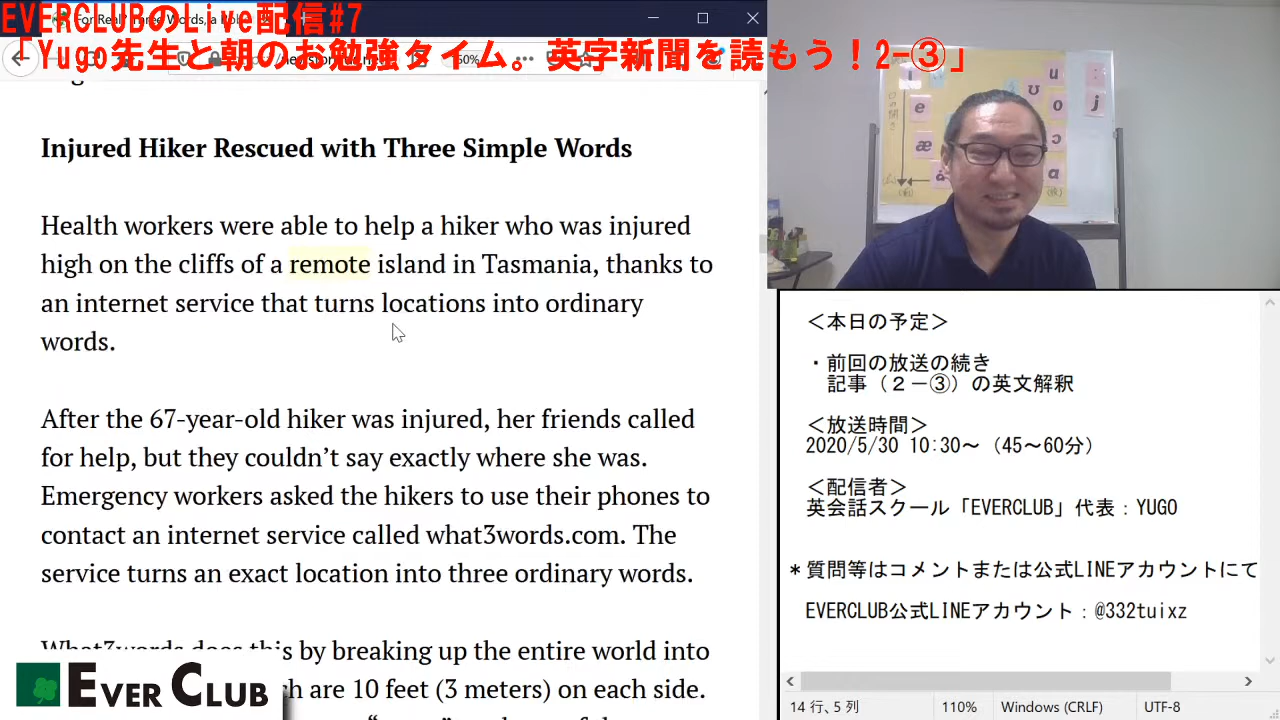 EVERCLUBのLive配信#7
「Yugo先生と朝のお勉強タイム。英字新聞を読もう！2-③」
Injured Hiker Rescued with Three Simple Words
Health workers were able to help a hiker who was injured
high on the cliffs of a remote island in Tasmania, thanks to
an internet service that turns locations into ordinary
words.
After the 67-year-old hiker was injured, her friends called
for help, but they couldn’t say exactly where she was.
Emergency workers asked the hikers to use their phones to
contact an internet service called what3words.com. The
service turns an exact location into three ordinary words.
What3words does this by breaking up the entire world into
are 10 feet (3 meters) on each side.
EVER CLUB
i
u
ʊ
e
o
j
æ
ɔ
a
口の開き
＜本日の予定＞
・前回の放送の続き
記事（２－③）の英文解釈
＜放送時間＞
2020/5/30 10:30～（45～60分）
＜配信者＞
英会話スクール「EVERCLUB」代表：YUGO
＊質問等はコメントまたは公式LINEアカウントにて
EVERCLUB公式LINEアカウント：@332tuixz
14 行、5 列
110%
Windows (CRLF)
UTF-8